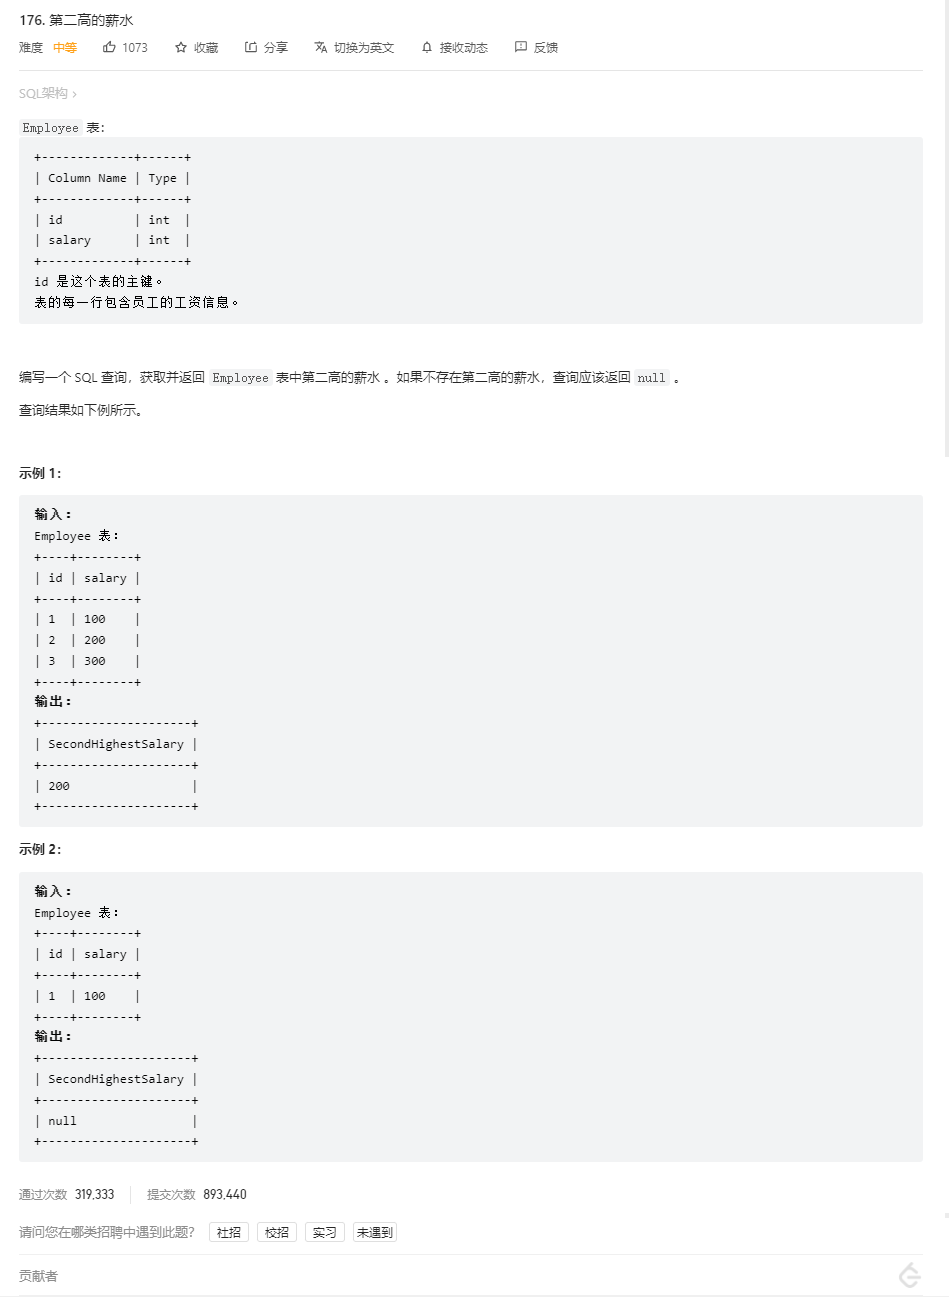 176. 第二高的薪水
难度 中等 1073 收藏 分享 切换为英文 接收动态 反馈
SQL架构 ›
Employee 表：
+-------------+------+
| Column Name | Type |
+-------------+------+
| id          | int  |
| salary      | int  |
+-------------+------+
id 是这个表的主键。
表的每一行包含员工的工资信息。
编写一个 SQL 查询，获取并返回 Employee 表中第二高的薪水 。如果不存在第二高的薪水，查询应该返回 null 。
查询结果如下例所示。
示例 1：
输入：
Employee 表：
+----+--------+
| id | salary |
+----+--------+
| 1  | 100    |
| 2  | 200    |
| 3  | 300    |
+----+--------+
输出：
+---------------------+
| SecondHighestSalary |
+---------------------+
| 200                 |
+---------------------+
示例 2：
输入：
Employee 表：
+----+--------+
| id | salary |
+----+--------+
| 1  | 100    |
+----+--------+
输出：
+---------------------+
| SecondHighestSalary |
+---------------------+
| null                |
+---------------------+
通过次数 319,333 提交次数 893,440
请问您在哪类招聘中遇到此题？ 社招 校招 实习 未遇到
贡献者